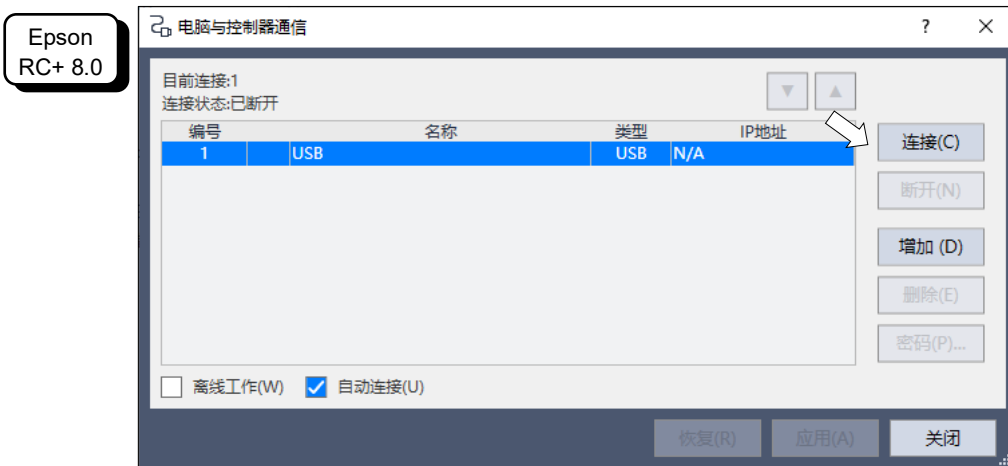 Epson
RC+ 8.0
电脑与控制器通信
?
目前连接:1
连接状态:已断开
▼ ▲
编号 名称 类型 IP地址
1 USB USB N/A
连接(C)
断开(N)
增加 (D)
删除(E)
密码(P)...
离线工作(W) 自动连接(U)
恢复(R) 应用(A) 关闭